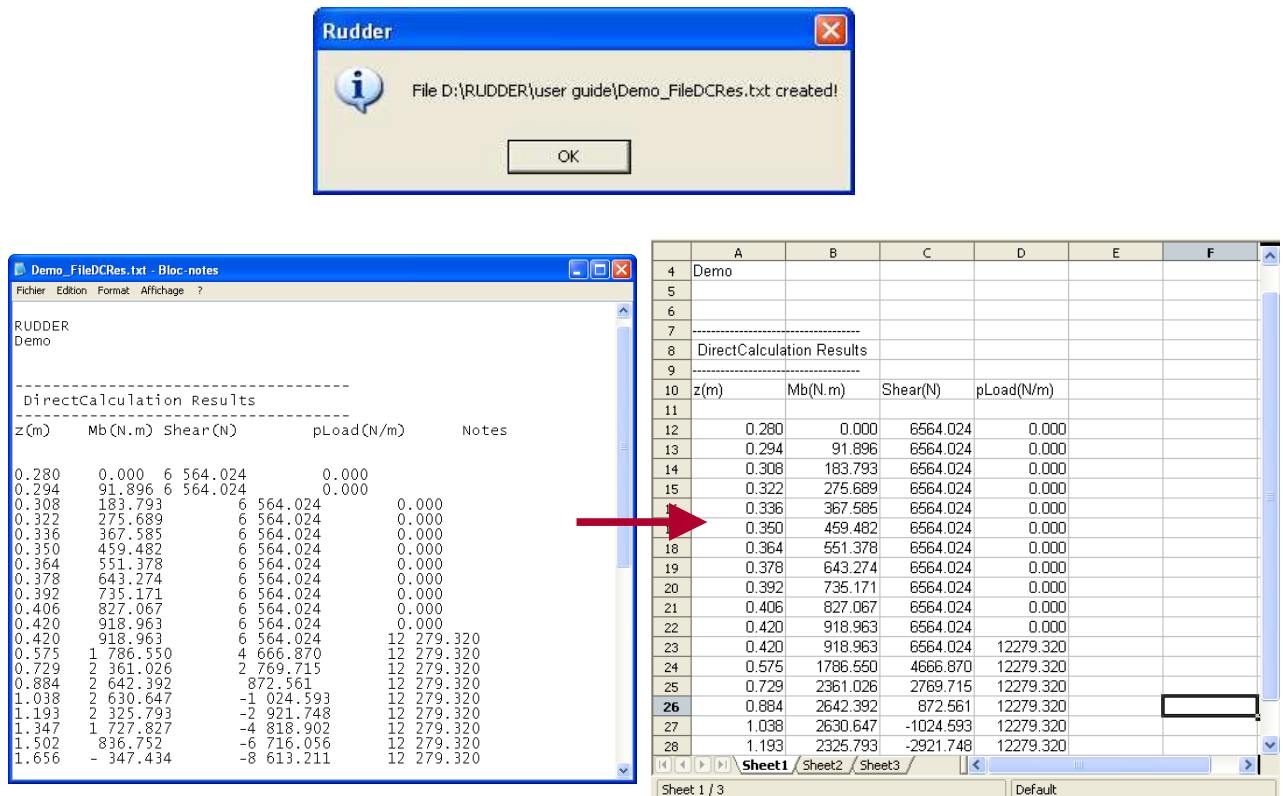 Rudder
File D:\RUDDER\user guide\Demo_FileDCRes.txt created!
OK
Demo_FileDCRes.txt - Bloc-notes
Fichier Edition Format Affichage ?
RUDDER
Demo
------------------------------------
DirectCalculation Results
------------------------------------
z(m) Mb(N.m) Shear(N) pLoad(N/m) Notes
0.280 0.000 6 564.024 0.000
0.294 91.896 6 564.024 0.000
0.308 183.793 6 564.024 0.000
0.322 275.689 6 564.024 0.000
0.336 367.585 6 564.024 0.000
0.350 459.482 6 564.024 0.000
0.364 551.378 6 564.024 0.000
0.378 643.274 6 564.024 0.000
0.392 735.171 6 564.024 0.000
0.406 827.067 6 564.024 0.000
0.420 918.963 6 564.024 0.000
0.420 918.963 6 564.024 12 279.320
0.575 1 786.550 4 666.870 12 279.320
0.729 2 361.026 2 769.715 12 279.320
0.884 2 642.392 872.561 12 279.320
1.038 2 630.647 -1 024.593 12 279.320
1.193 2 325.793 -2 921.748 12 279.320
1.347 1 727.827 -4 818.902 12 279.320
1.502 836.752 -6 716.056 12 279.320
1.656 - 347.434 -8 613.211 12 279.320
A B C D E F
4 Demo
5
6
7 ------------------------------------
8 DirectCalculation Results
9 ------------------------------------
10 z(m) Mb(N.m) Shear(N) pLoad(N/m)
11
12 0.280 0.000 6564.024 0.000
13 0.294 91.896 6564.024 0.000
14 0.308 183.793 6564.024 0.000
15 0.322 275.689 6564.024 0.000
0.336 367.585 6564.024 0.000
0.350 459.482 6564.024 0.000
18 0.364 551.378 6564.024 0.000
19 0.378 643.274 6564.024 0.000
20 0.392 735.171 6564.024 0.000
21 0.406 827.067 6564.024 0.000
22 0.420 918.963 6564.024 0.000
23 0.420 918.963 6564.024 12279.320
24 0.575 1786.550 4666.870 12279.320
25 0.729 2361.026 2769.715 12279.320
26 0.884 2642.392 872.561 12279.320
27 1.038 2630.647 -1024.593 12279.320
28 1.193 2325.793 -2921.748 12279.320
Sheet1 Sheet2 Sheet3
Sheet 1 / 3 Default